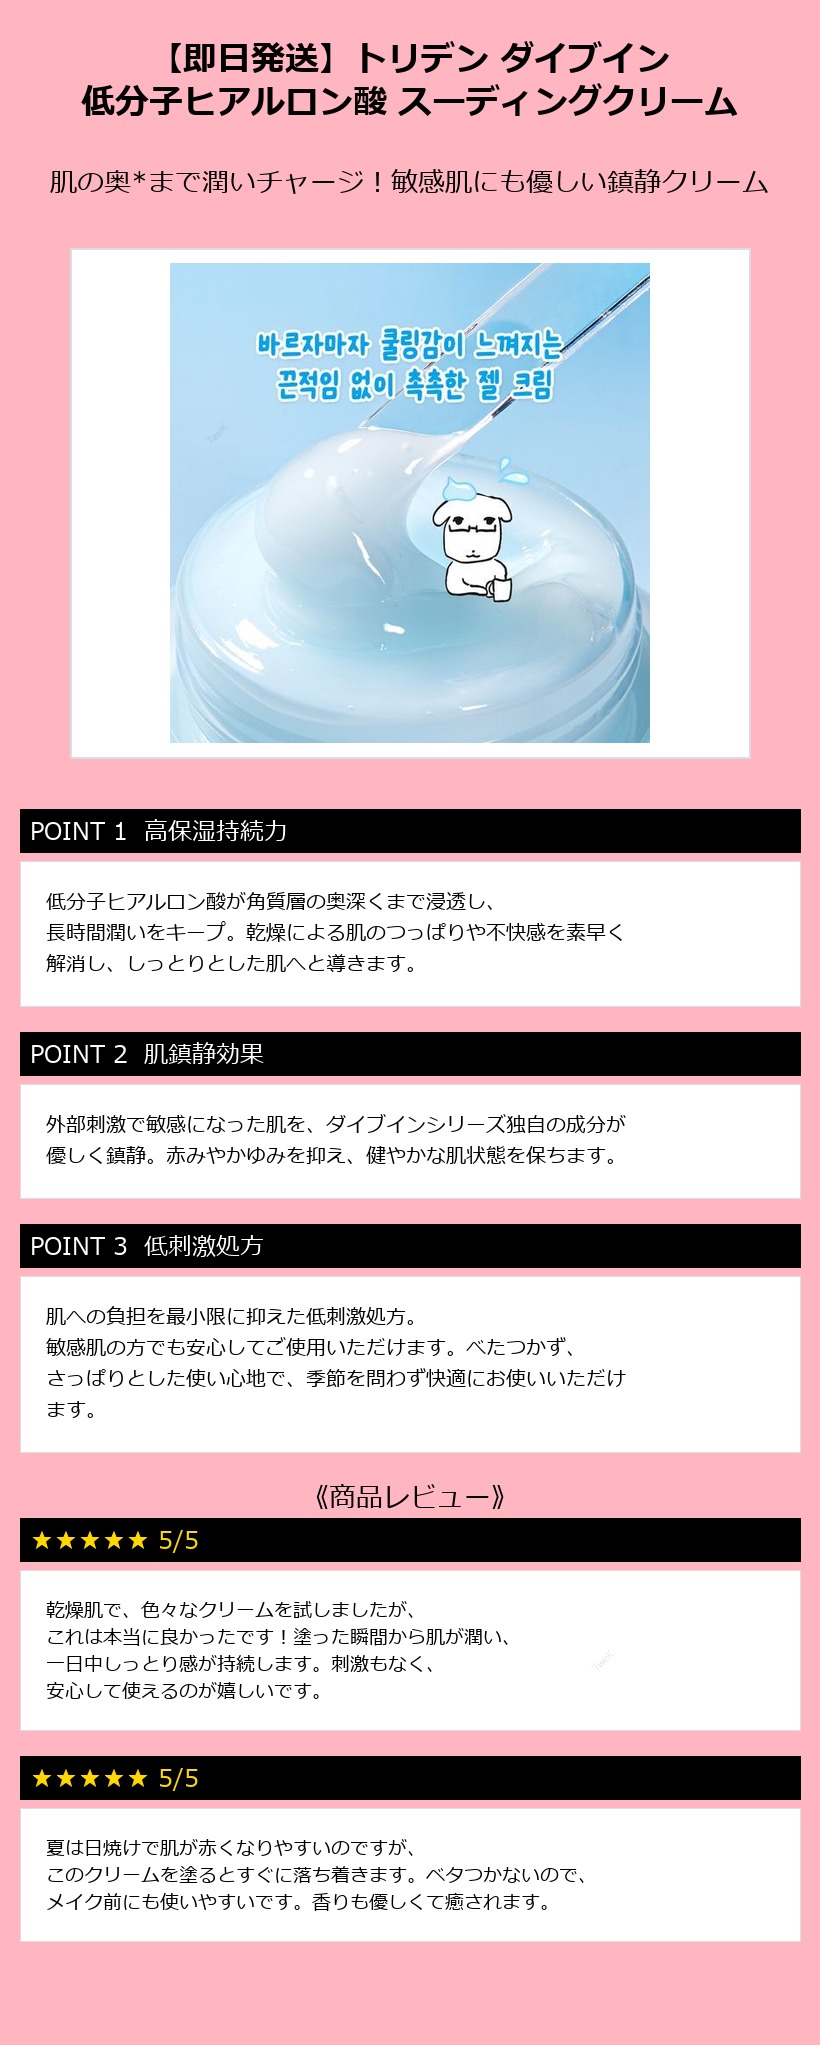 【即日発送】トリデン ダイブイン
低分子ヒアルロン酸 スーディングクリーム
肌の奥*まで潤いチャージ！敏感肌にも優しい鎮静クリーム
바르자마자 쿨링감이 느껴지는
끈적임 없이 촉촉한 젤 크림
POINT 1 高保湿持続力
低分子ヒアルロン酸が角質層の奥深くまで浸透し、
長時間潤いをキープ。乾燥による肌のつっぱりや不快感を素早く
解消し、しっとりとした肌へと導きます。
POINT 2 肌鎮静効果
外部刺激で敏感になった肌を、ダイブインシリーズ独自の成分が
優しく鎮静。赤みやかゆみを抑え、健やかな肌状態を保ちます。
POINT 3 低刺激処方
肌への負担を最小限に抑えた低刺激処方。
敏感肌の方でも安心してご使用いただけます。べたつかず、
さっぱりとした使い心地で、季節を問わず快適にお使いいただけ
ます。
《商品レビュー》
★★★★★ 5/5
乾燥肌で、色々なクリームを試しましたが、
これは本当に良かったです！塗った瞬間から肌が潤い、
一日中しっとり感が持続します。刺激もなく、
安心して使えるのが嬉しいです。
★★★★★ 5/5
夏は日焼けで肌が赤くなりやすいのですが、
このクリームを塗るとすぐに落ち着きます。ベタつかないので、
メイク前にも使いやすいです。香りも優しくて癒されます。